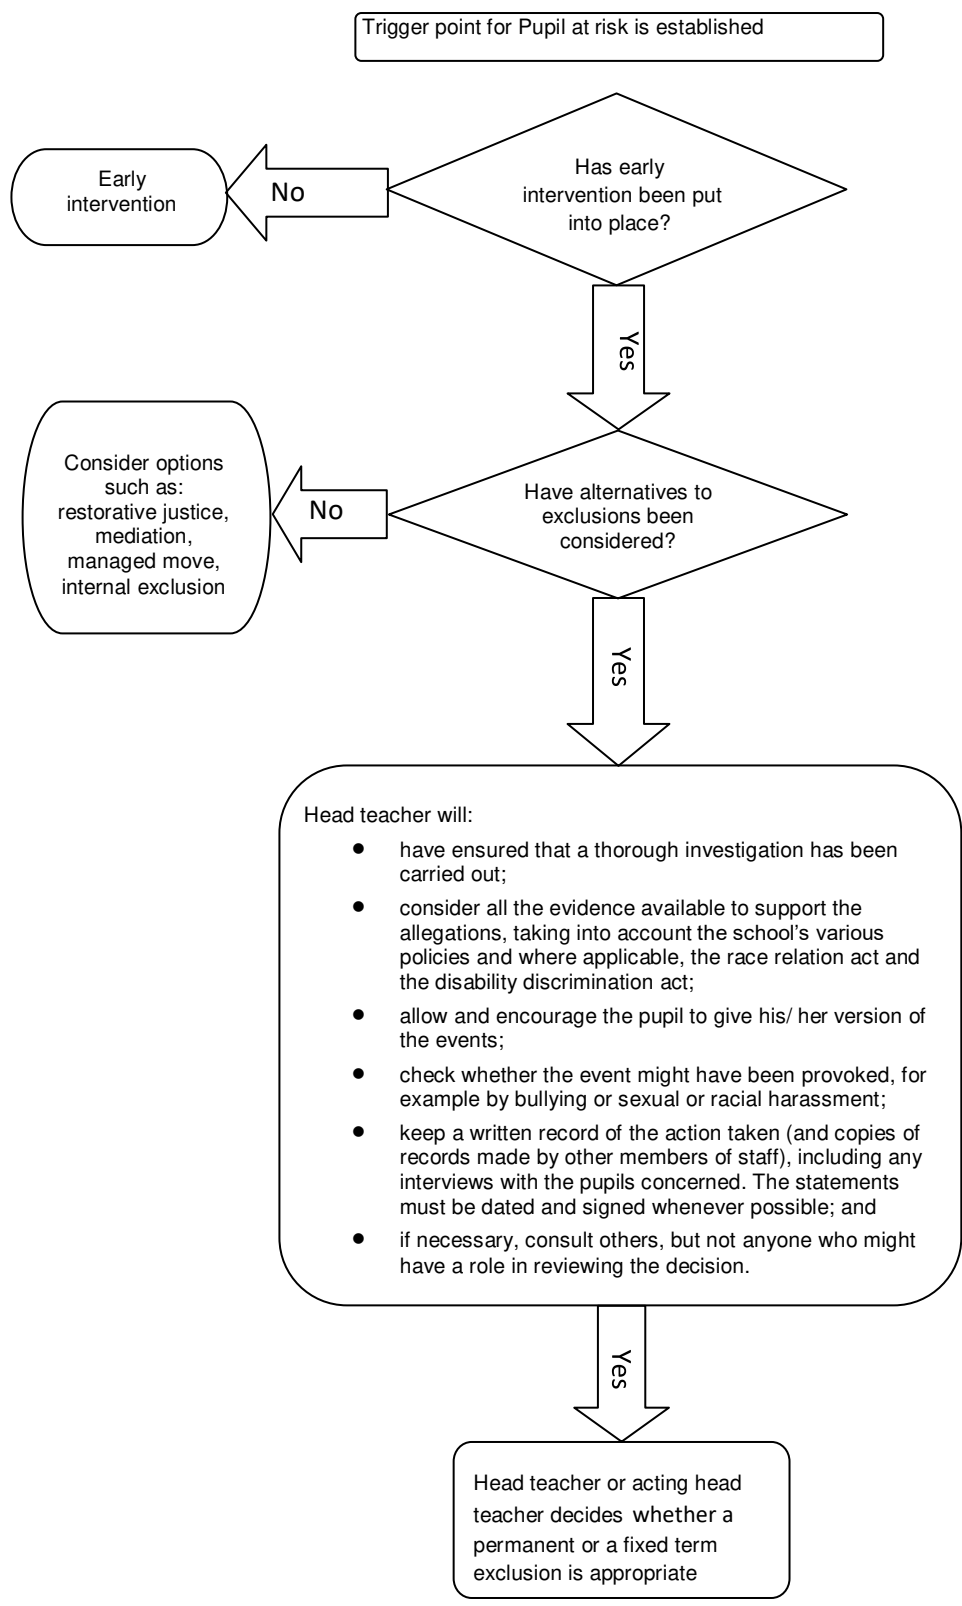 Trigger point for Pupil at risk is established
Has early
intervention been put
into place?
No
Early
intervention
Yes
Have alternatives to
exclusions been
considered?
No
Consider options
such as:
restorative justice,
mediation,
managed move,
internal exclusion
Yes
Head teacher will:
● have ensured that a thorough investigation has been
carried out;
● consider all the evidence available to support the
allegations, taking into account the school's various
policies and where applicable, the race relation act and
the disability discrimination act;
● allow and encourage the pupil to give his/ her version of
the events;
● check whether the event might have been provoked, for
example by bullying or sexual or racial harassment;
● keep a written record of the action taken (and copies of
records made by other members of staff), including any
interviews with the pupils concerned. The statements
must be dated and signed whenever possible; and
● if necessary, consult others, but not anyone who might
have a role in reviewing the decision.
Yes
Head teacher or acting head
teacher decides whether a
permanent or a fixed term
exclusion is appropriate